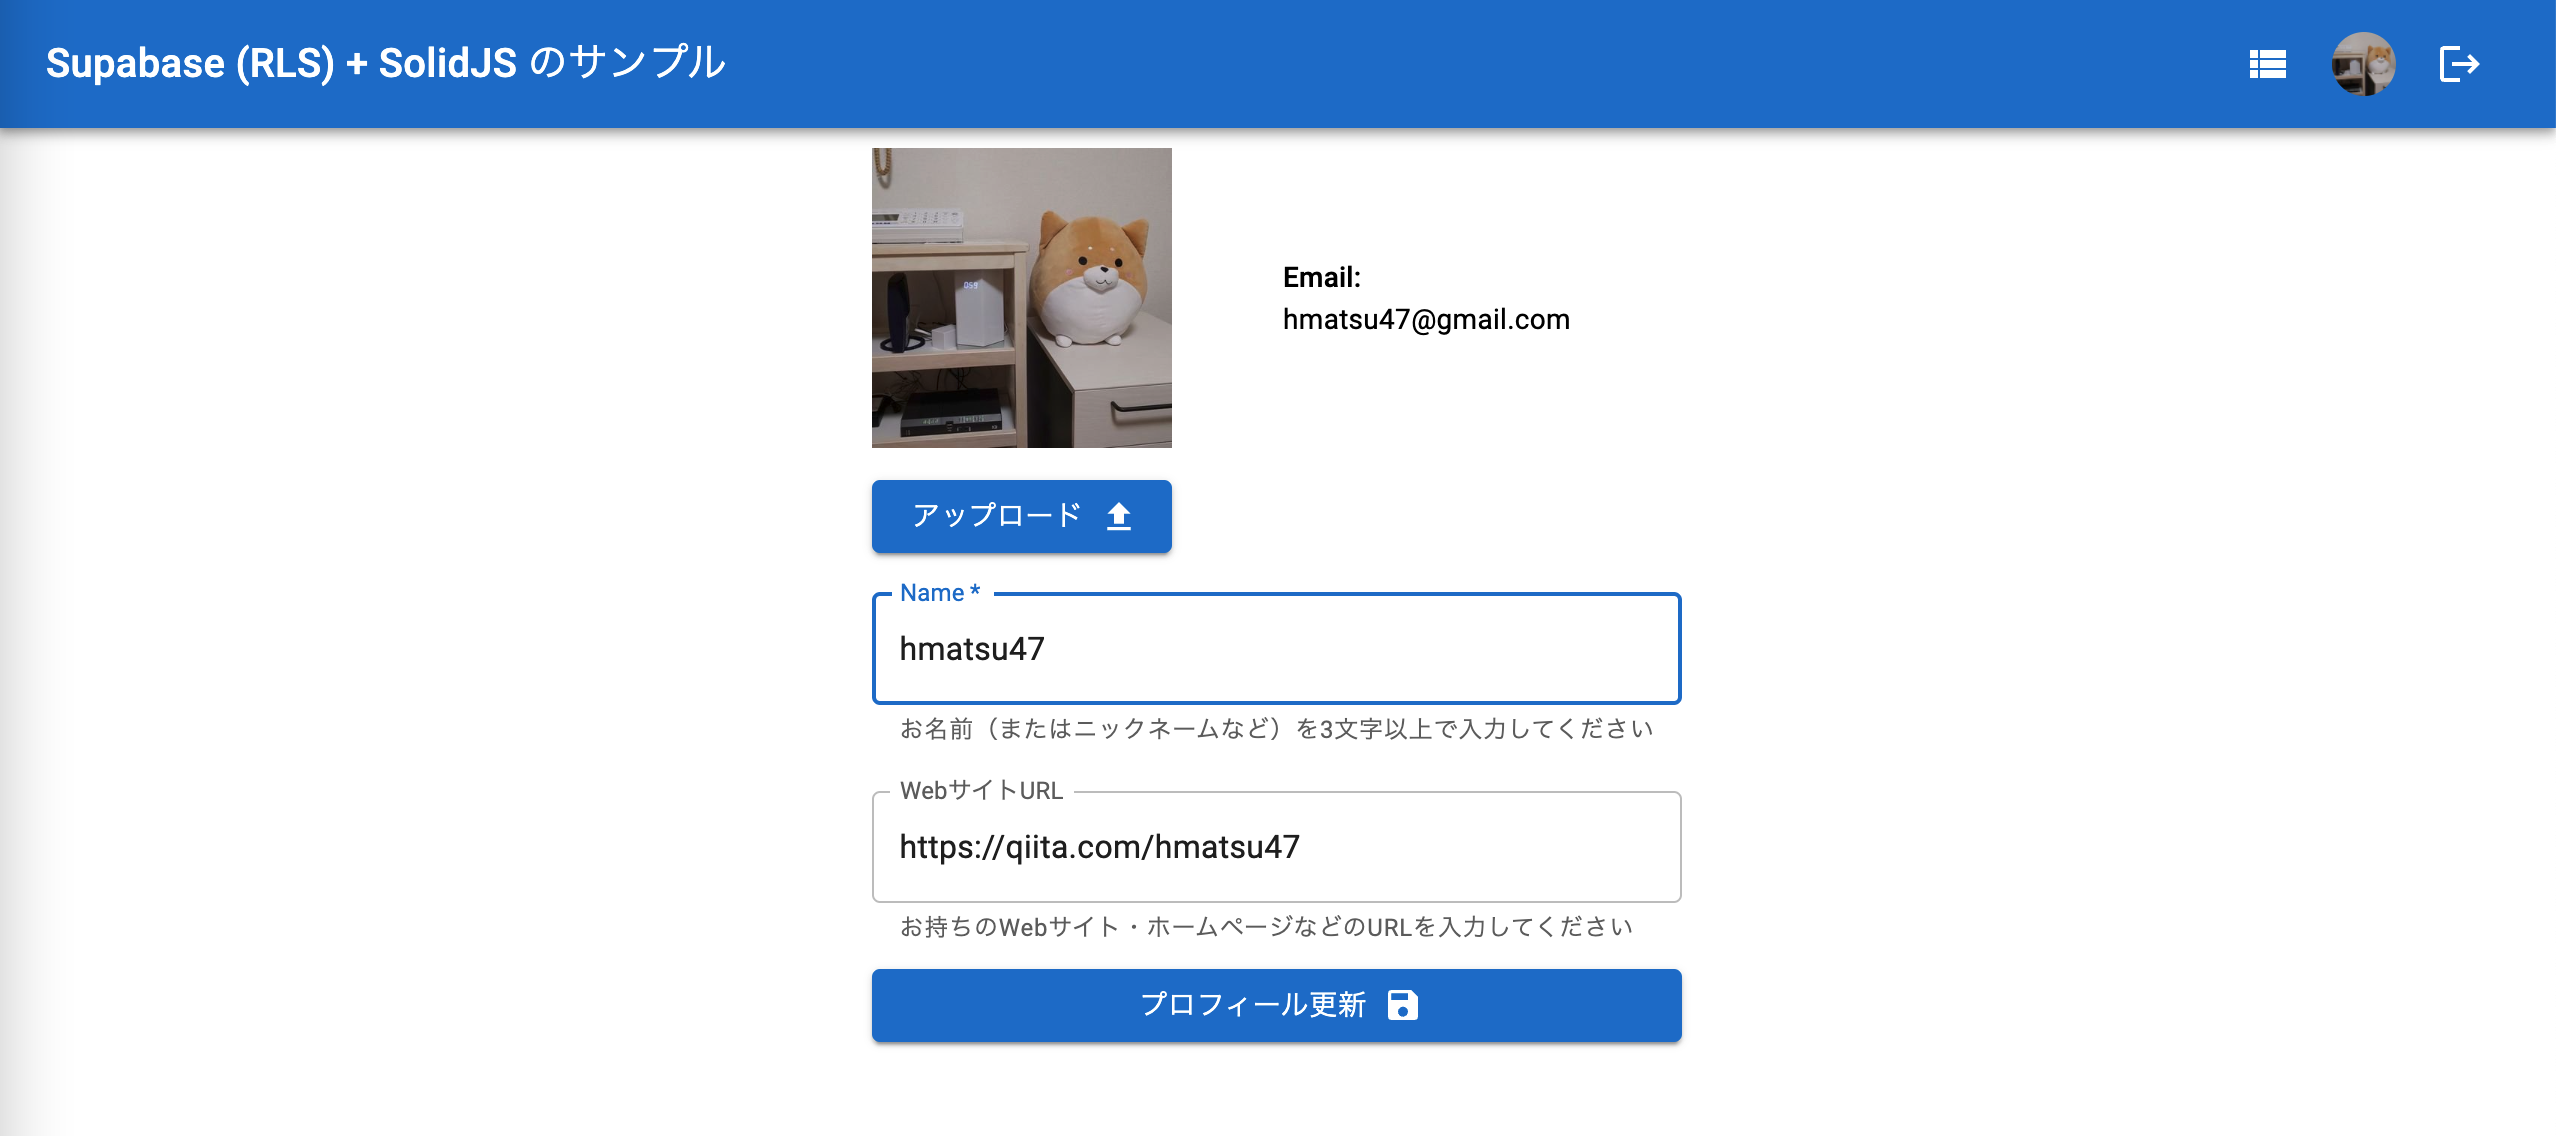 Supabase (RLS) + SolidJS のサンプル
Email:
hmatsu47@gmail.com
アップロード
Name *
hmatsu47
お名前（またはニックネームなど）を3文字以上で入力してください
WebサイトURL
https://qiita.com/hmatsu47
お持ちのWebサイト・ホームページなどのURLを入力してください
プロフィール更新